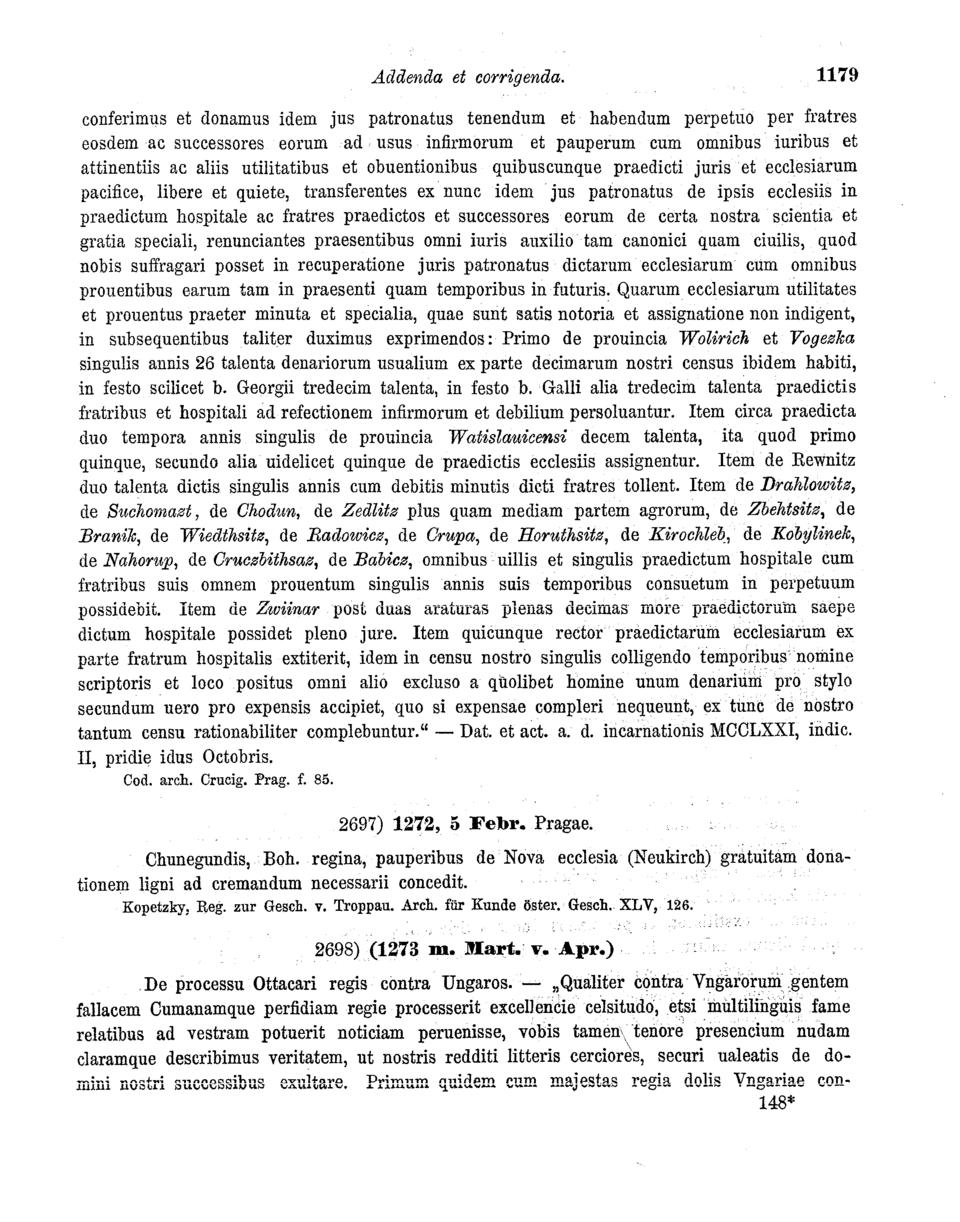 Addenda et corrigenda. 1179
conferimus et donamus idem jus patronatus tenendum et habendum perpetuo per fratres
eosdem ac successores eorum ad usus infirmorum et pauperum cum omnibus iuribus et
attinentiis ac aliis utilitatibus et obuentionibus quibuscunque praedicti juris et ecclesiarum
pacifice, libere et quiete, transferentes ex nunc idem jus patronatus de ipsis ecclesiis in
praedictum hospitale ac fratres praedictos et successores eorum de certa nostra scientia et
gratia speciali, renunciantes praesentibus omni iuris auxilio tam canonici quam ciuilis, quod
nobis suffragari posset in recuperatione juris patronatus dictarum ecclesiarum cum omnibus
prouentibus earum tam in praesenti quam temporibus in futuris. Quarum ecclesiarum utilitates
et prouentus praeter minuta et specialia, quae sunt satis notoria et assignatione non indigent,
in subsequentibus taliter duximus exprimendos: Primo de prouincia Wolirich et Vogezka
singulis annis 26 talenta denariorum usualium ex parte decimarum nostri census ibidem habiti,
in festo scilicet b. Georgii tredecim talenta, in festo b. Galli alia tredecim talenta praedictis
fratribus et hospitali ad refectionem infirmorum et debilium persoluantur. Item circa praedicta
duo tempora annis singulis de prouincia Watislauicensi decem talenta, ita quod primo
quinque, secundo alia uidelicet quinque de praedictis ecclesiis assignentur. Item de Rewnitz
duo talenta dictis singulis annis cum debitis minutis dicti fratres tollent. Item de Drahlowitz,
de Suchomazt, de Chodun, de Zedlitz plus quam mediam partem agrorum, de Zbehtsitz, de
Branik, de Wiedthsitz, de Radowicz, de Crupa, de Horuthsitz, de Kirochleb, de Kobylinek,
de Nahorup, de Cruczbithsaz, de Babicz, omnibus uillis et singulis praedictum hospitale cum
fratribus suis omnem prouentum singulis annis suis temporibus consuetum in perpetuum
possidebit. Item de Zwiinar post duas araturas plenas decimas more praedictorum saepe
dictum hospitale possidet pleno jure. Item quicunque rector praedictarum ecclesiarum ex
parte fratrum hospitalis extiterit, idem in censu nostro singulis colligendo temporibus nomine
scriptoris et loco positus omni alio excluso a quolibet homine unum denarium pro stylo
secundum uero pro expensis accipiet, quo si expensae compleri nequeunt, ex tunc de nostro
tantum censu rationabiliter complebuntur.“ — Dat. et act. a. d. incarnationis MCCLXXI, indic.
II, pridie idus Octobris.
Cod. arch. Crucig. Prag. f. 85.
2697) 1272, 5 Febr. Pragae.
Chunegundis, Boh. regina, pauperibus de Nova ecclesia (Neukirch) gratuitam dona-
tionem ligni ad cremandum necessarii concedit.
Kopetzky, Reg. zur Gesch. v. Troppau. Arch. für Kunde öster. Gesch. XLV, 126.
2698) (1273 m. Mart. v. Apr.)
De processu Ottacari regis contra Ungaros. — „Qualiter contra Vngarorum gentem
fallacem Cumanamque perfidiam regie processerit excellencie celsitudo, etsi multilinguis fame
relatibus ad vestram potuerit noticiam peruenisse, vobis tamen tenore presencium nudam
claramque describimus veritatem, ut nostris redditi litteris cerciores, securi ualeatis de do-
mini nostri successibus exultare. Primum quidem cum majestas regia dolis Vngariae con-
148*